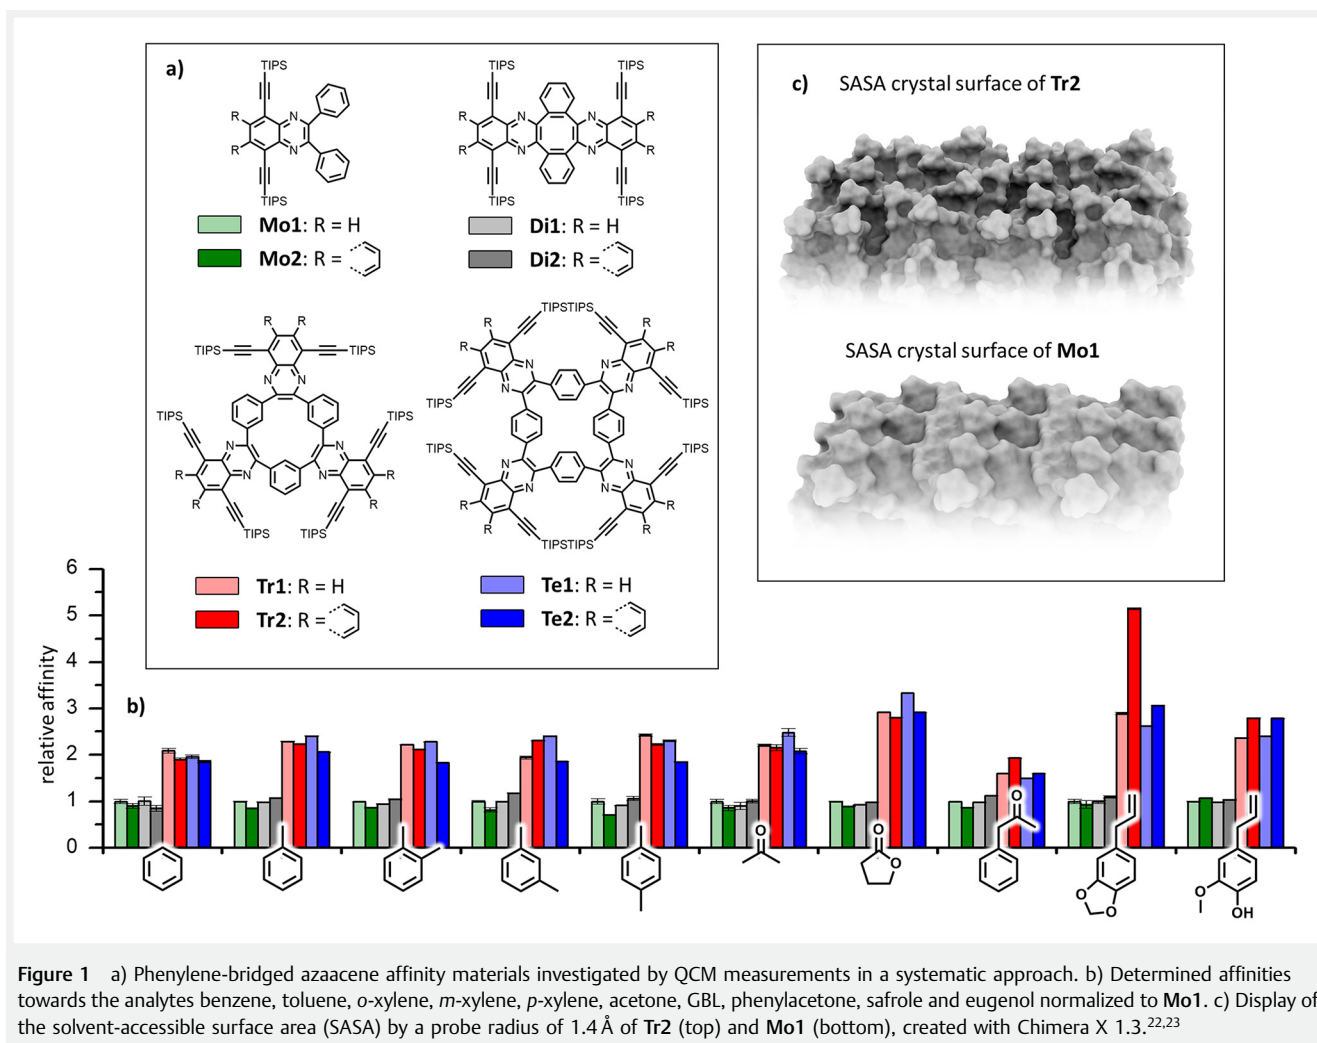 a)
TIPS
TIPS
TIPS
R
N
R
R
R
N
N
R
N
R
R
N
N
TIPS
TIPS
TIPS
Mo1: R = H
Di1: R = H
Mo2: R =
Di2: R =
TIPSTIPS
R
R
R
R
TIPS
TIPS
R
R
N
N
N
N
N
N
TIPS
TIPS
TIPS
TIPS
TIPS
TIPS
N
N
N
N
R
R
N
N
N
N
R
R
R
R
R
R
TIPS
TIPS
TIPSTIPS
Tr1: R = H
Te1: R = H
Tr2: R =
Te2: R =
c) SASA crystal surface of Tr2
SASA crystal surface of Mo1
b)
relative affinity
6
5
4
3
2
1
0
O
O
O
O
O
O
O
OH
Figure 1 a) Phenylene-bridged azaacene affinity materials investigated by QCM measurements in a systematic approach. b) Determined affinities
towards the analytes benzene, toluene, o-xylene, m-xylene, p-xylene, acetone, GBL, phenylacetone, safrole and eugenol normalized to Mo1. c) Display of
the solvent-accessible surface area (SASA) by a probe radius of 1.4 Å of Tr2 (top) and Mo1 (bottom), created with Chimera X 1.3.22,23